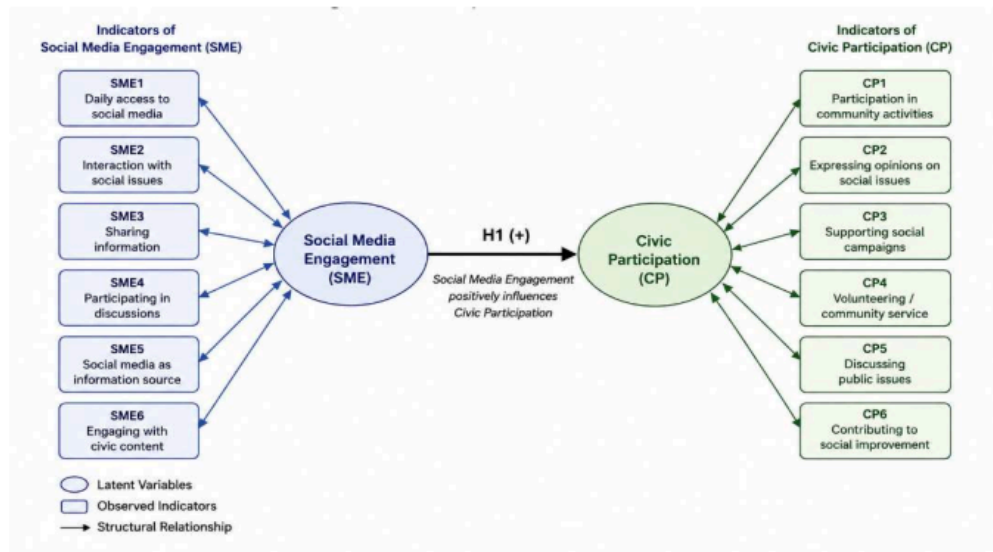 Indicators of
Social Media Engagement (SME)
SME1
Daily access to
social media
SME2
Interaction with
social issues
SME3
Sharing
information
SME4
Participating in
discussions
SME5
Social media as
information source
SME6
Engaging with
civic content
Social Media
Engagement
(SME)
H1 (+)
Social Media Engagement
positively influences
Civic Participation
Civic
Participation
(CP)
Indicators of
Civic Participation (CP)
CP1
Participation in
community activities
CP2
Expressing opinions on
social issues
CP3
Supporting social
campaigns
CP4
Volunteering /
community service
CP5
Discussing
public issues
CP6
Contributing to
social improvement
Latent Variables
Observed Indicators
Structural Relationship